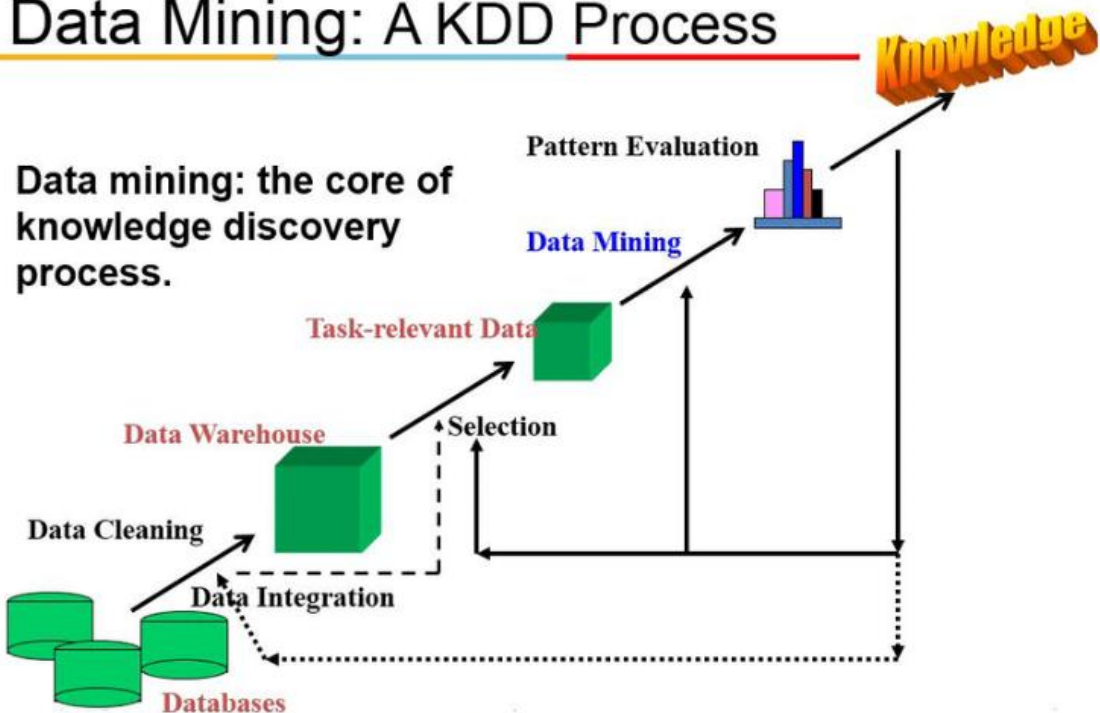 Data Mining: A KDD Process
Knowledge
Pattern Evaluation
Data mining: the core of
knowledge discovery
process.
Data Mining
Task-relevant Data
Selection
Data Warehouse
Data Cleaning
Data Integration
Databases